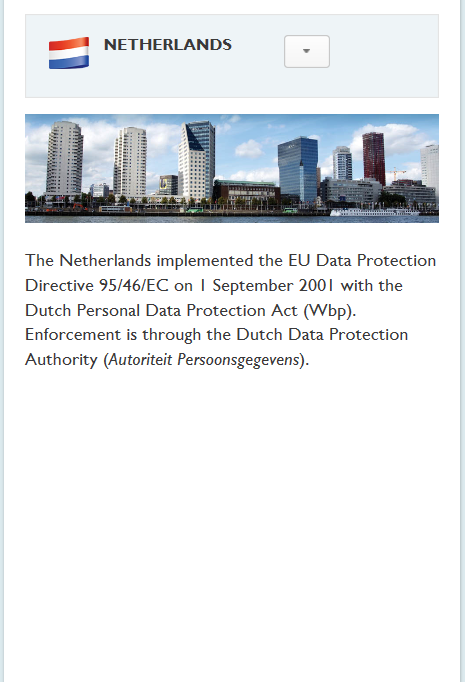 NETHERLANDS
The Netherlands implemented the EU Data Protection
Directive 95/46/EC on 1 September 2001 with the
Dutch Personal Data Protection Act (Wbp).
Enforcement is through the Dutch Data Protection
Authority (Autoriteit Persoonsgegevens).